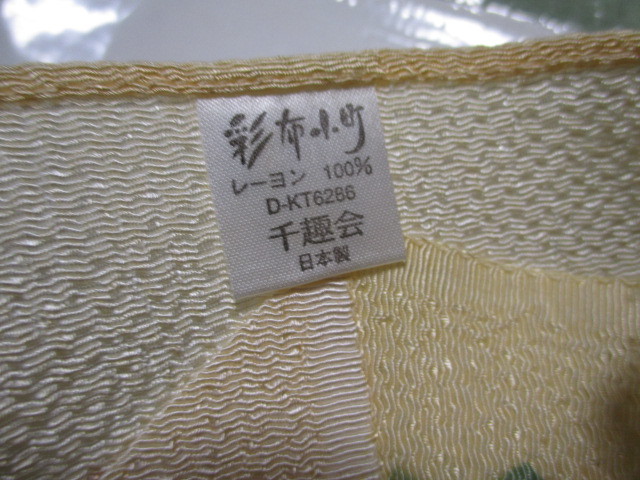 彩布小町
レーヨン 100%
D-KT6286
千趣会
日本製